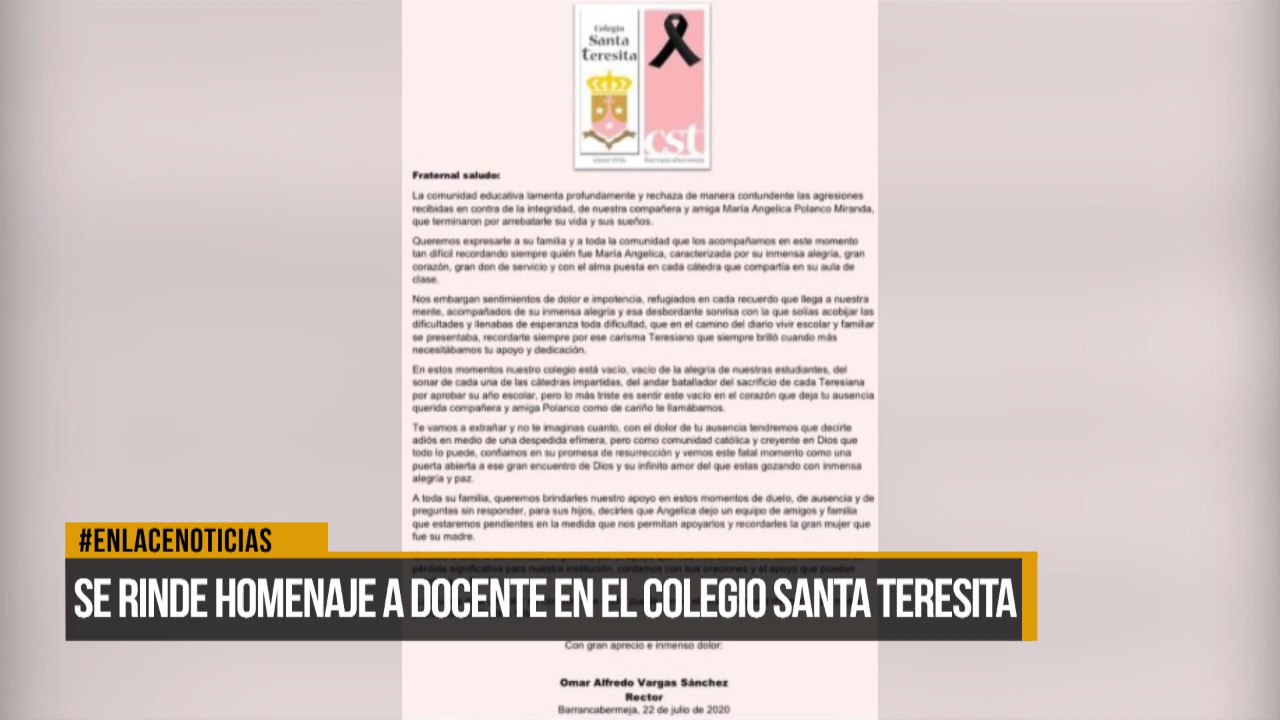 Colegio
Santa
teresita
cst
Barrancabermeja
Fraternal saludo:
La comunidad educativa lamenta profundamente y rechaza de manera contundente las agresiones
recibidas en contra de la integridad, de nuestra compañera y amiga María Angelica Polanco Miranda,
que terminaron por arrebatarle su vida y sus sueños.
Queremos expresarle a su familia y a toda la comunidad que los acompañamos en este momento
tan difícil recordando siempre quién fue María Angelica, caracterizada por su inmensa alegría, gran
corazón, gran don de servicio y con el alma puesta en cada cátedra que compartía en su aula de
clase.
Nos embargan sentimientos de dolor e impotencia, refugiados en cada recuerdo que llega a nuestra
mente, acompañados de su inmensa alegría y esa desbordante sonrisa con la que solías acobijar las
dificultades y llenabas de esperanza toda dificultad, que en el camino del diario vivir escolar y familiar
se presentaba, recordarte siempre por ese carisma Teresiano que siempre brilló cuando más
necesitábamos tu apoyo y dedicación.
En estos momentos nuestro colegio está vacío, vacío de la alegría de nuestras estudiantes, del
sonar de cada una de las cátedras impartidas, del andar batallador del sacrificio de cada Teresiana
por aprobar su año escolar, pero lo más triste es sentir este vacío en el corazón que deja tu ausencia
querida compañera y amiga Polanco como de cariño te llamábamos.
Te vamos a extrañar y no te imaginas cuanto, con el dolor de tu ausencia tendremos que decirte
adiós en medio de una despedida efímera, pero como comunidad católica y creyente en Dios que
todo lo puede, confiamos en su promesa de resurrección y vemos este fatal momento como una
puerta abierta a ese gran encuentro de Dios y su infinito amor del que estas gozando con inmensa
alegría y paz.
A toda su familia, queremos brindarles nuestro apoyo en estos momentos de duelo, de ausencia y de
preguntas sin responder, para sus hijos, decirles que Angelica dejo un equipo de amigos y familia
que estaremos pendientes en la medida que nos permitan apoyarlos y recordarles la gran mujer que
fue su madre.
pérdida significativa para nuestra institución, contamos con sus oraciones y el apoyo que puedan
#ENLACENOTICIAS
SE RINDE HOMENAJE A DOCENTE EN EL COLEGIO SANTA TERESITA
Con gran aprecio e inmenso dolor:
Omar Alfredo Vargas Sánchez
Rector
Barrancabermeja, 22 de julio de 2020